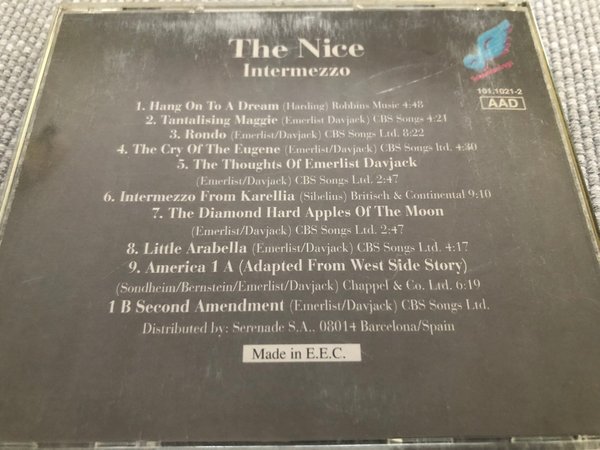 The Nice
Intermezzo
101.1021-2
AAD
1. Hang On To A Dream (Harding) Robbins Music 4:48
2. Tantalising Maggie (Emerlist Davjack) CBS Songs 4:21
3. Rondo (Emerlist/Davjack) CBS Songs Ltd. 8:22
4. The Cry Of The Eugene (Emerlist/Davjack) CBS Songs ltd. 4:30
5. The Thoughts Of Emerlist Davjack
(Emerlist/Davjack) CBS Songs Ltd. 2:47
6. Intermezzo From Karellia (Sibelius) Britisch & Continental 9:10
7. The Diamond Hard Apples Of The Moon
(Emerlist/Davjack) CBS Songs Ltd. 2:47
8. Little Arabella (Emerlist/Davjack) CBS Songs Ltd. 4:17
9. America 1 A (Adapted From West Side Story)
(Sondheim/Bernstein/Emerlist/Davjack) Chappel & Co. Ltd. 6:19
1 B Second Amendment (Emerlist/Davjack) CBS Songs Ltd.
Distributed by: Serenade S.A.. 08014 Barcelona/Spain
Made in E.E.C.